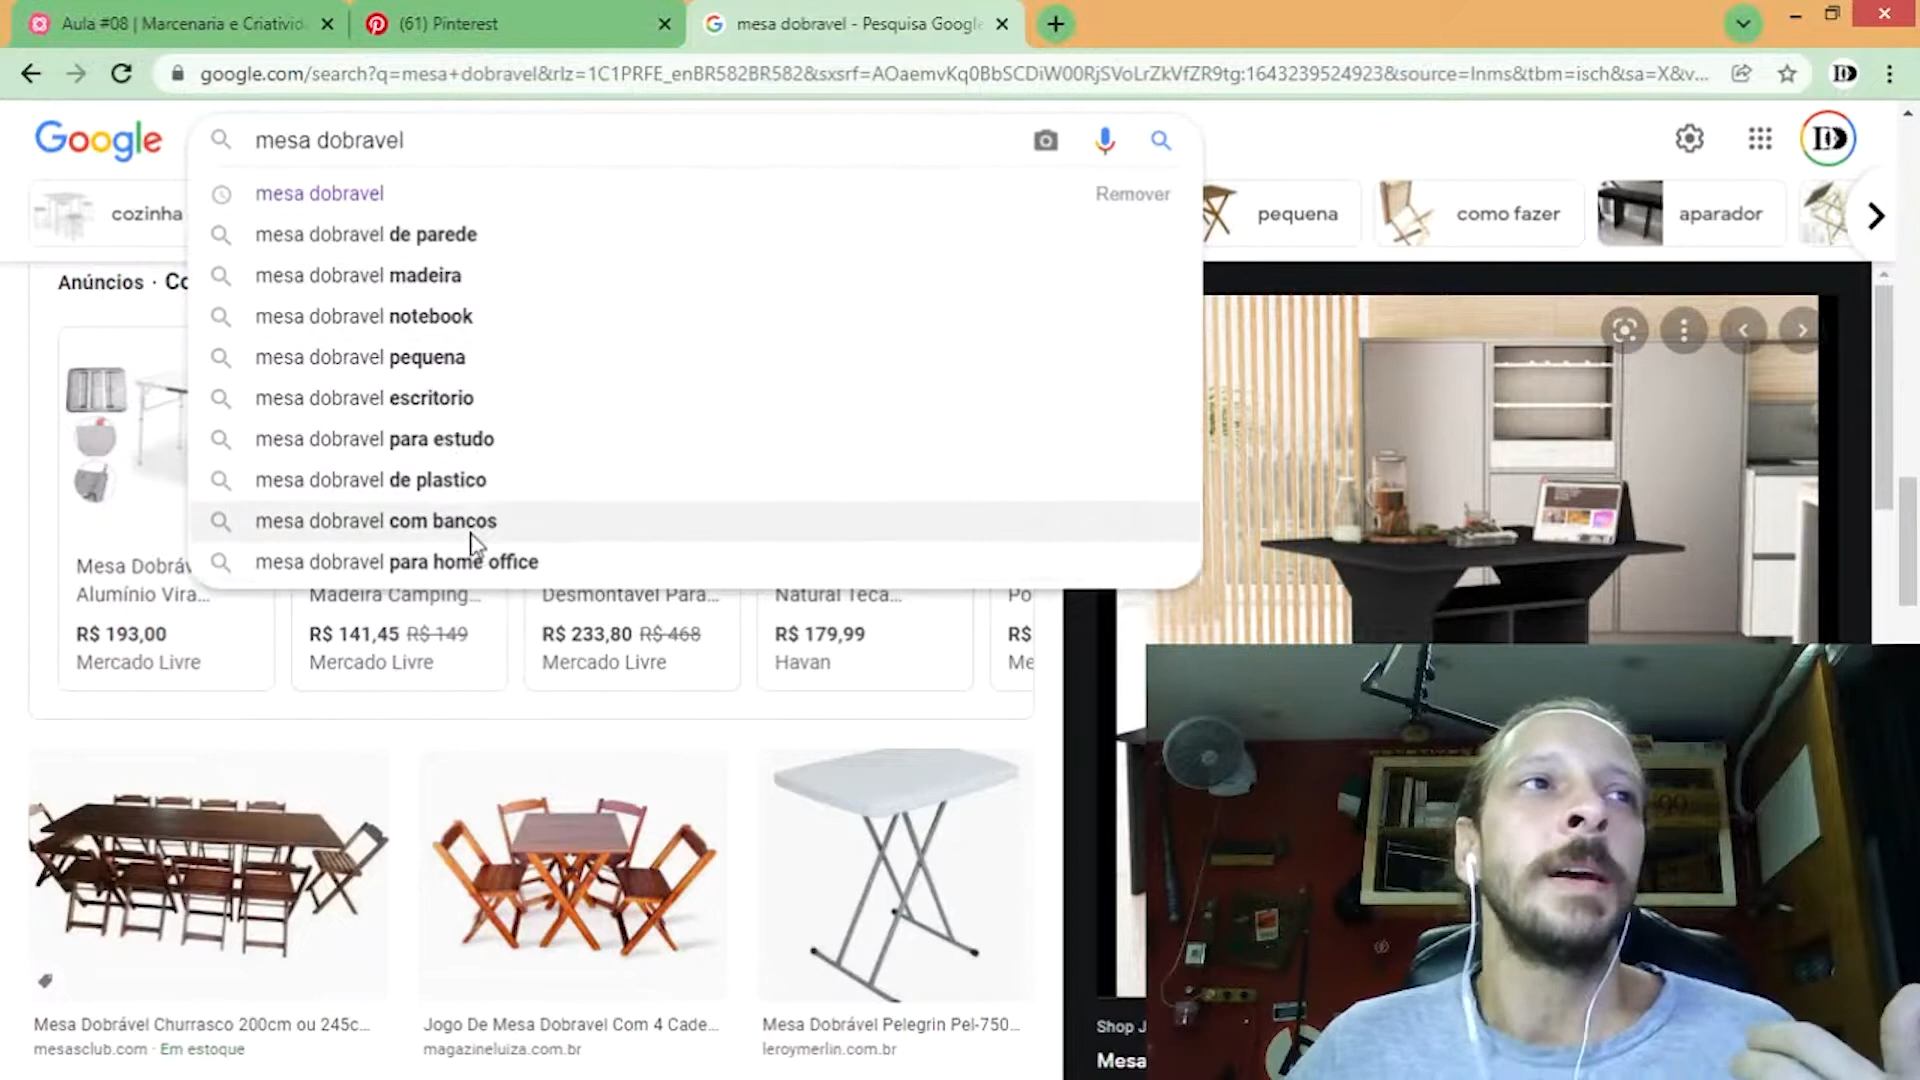 Aula #08 | Marcenaria e Criativid
(61) Pinterest
mesa dobravel - Pesquisa Google
google.com/search?q=mesa+dobravel&rlz=1C1PRFE_enBR582BR582&sxsrf=AOaemvKq0BbSCDiW00RjSVoLrZkVfZR9tg:1643239524923&source=lnms&tbm=isch&sa=X&v...
Google
mesa dobravel
mesa dobravel
Remover
mesa dobravel de parede
mesa dobravel madeira
mesa dobravel notebook
mesa dobravel pequena
mesa dobravel escritorio
mesa dobravel para estudo
mesa dobravel de plastico
mesa dobravel com bancos
mesa dobravel para home office
cozinha
pequena
como fazer
aparador
Anúncios · Co
Mesa Dobráv
Alumínio Vira...
R$ 193,00
Mercado Livre
Madeira Camping...
R$ 141,45 R$ 149
Mercado Livre
Desmontável Para...
R$ 233,80 R$ 468
Mercado Livre
Natural Teca...
R$ 179,99
Havan
Po
R$
Me
Mesa Dobrável Churrasco 200cm ou 245c...
mesasclub.com · Em estoque
Jogo De Mesa Dobravel Com 4 Cade...
magazineluiza.com.br
Mesa Dobrável Pelegrin Pel-750...
leroymerlin.com.br
Shop J
Mesa